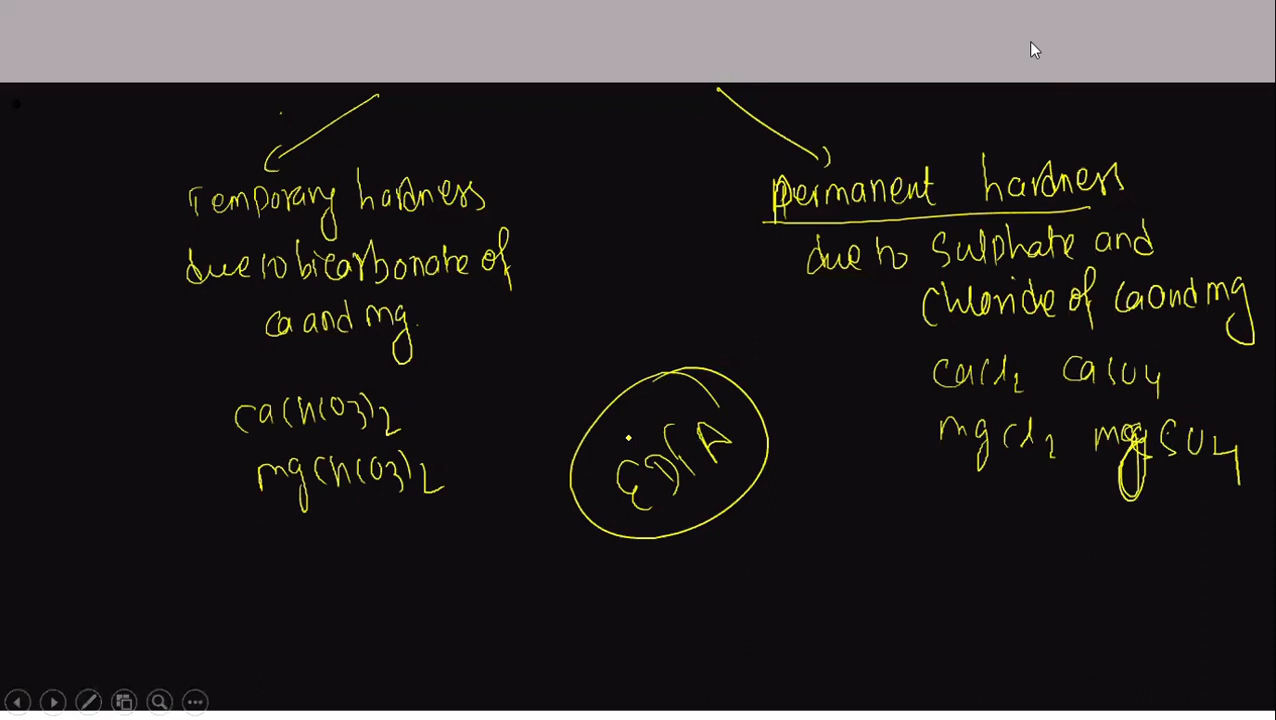 Temporary hardness
due to bicarbonate of
ca and mg
ca(hCO3)2
mg(hCO3)2
EDTA
permanent hardness
due to Sulphate and
Chloride of ca and mg
caCl2 caSO4
mgCl2 mgSO4